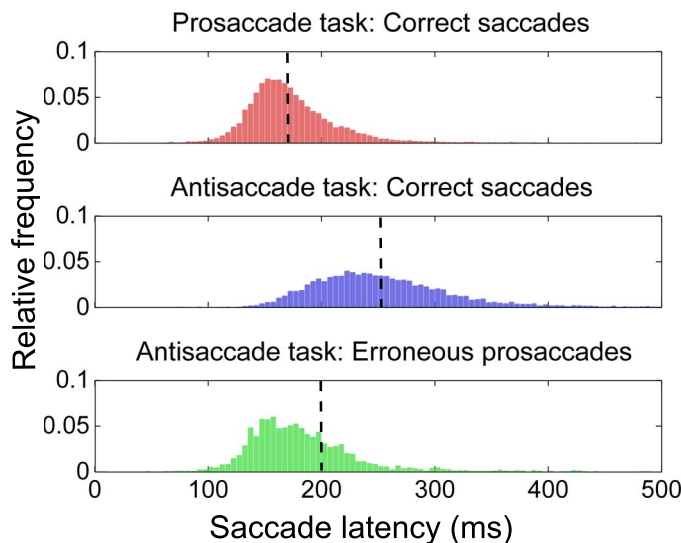 Prosaccade task: Correct saccades
0.1
0.05
0
Antisaccade task: Correct saccades
0.1
0.05
0
Relative frequency
Antisaccade task: Erroneous prosaccades
0.1
0.05
0
0 100 200 300 400 500
Saccade latency (ms)